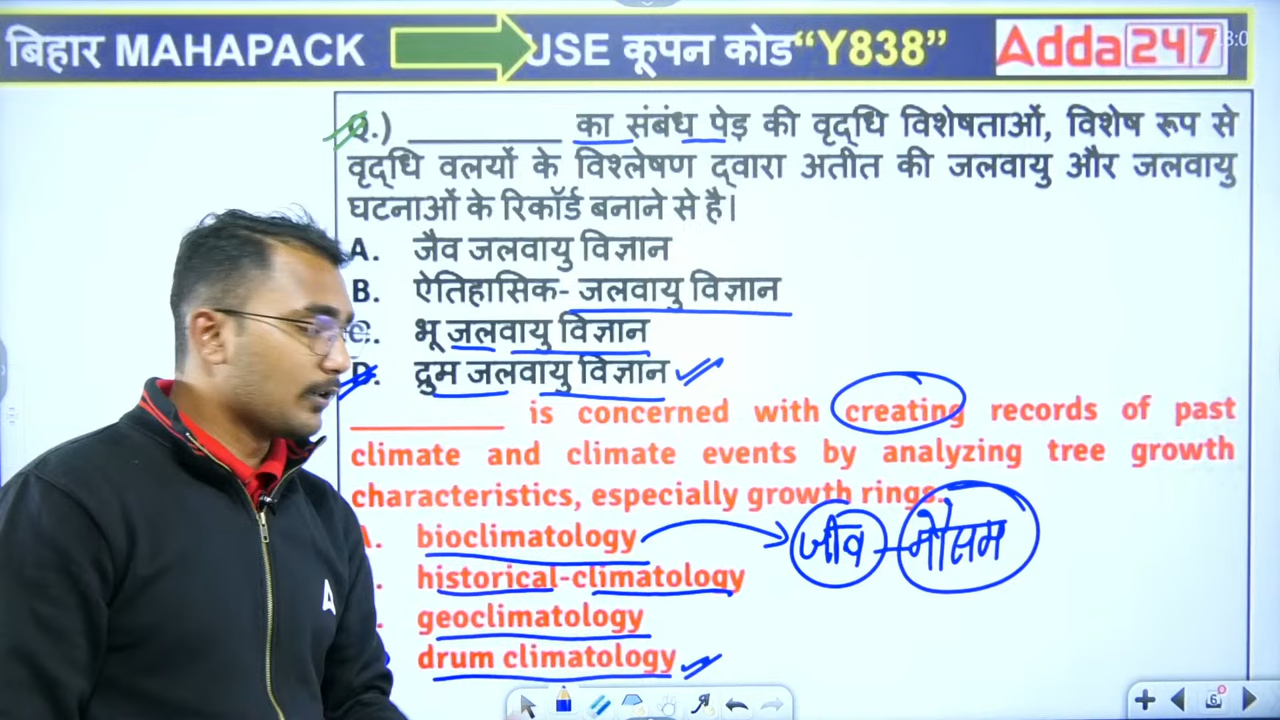 बिहार MAHAPACK USE कूपन कोड “Y838” Adda247
Q.) __________ का संबंध पेड़ की वृद्धि विशेषताओं, विशेष रूप से
वृद्धि वलयों के विश्लेषण द्वारा अतीत की जलवायु और जलवायु
घटनाओं के रिकॉर्ड बनाने से है।
A. जैव जलवायु विज्ञान
B. ऐतिहासिक- जलवायु विज्ञान
C. भू जलवायु विज्ञान
D. द्रुम जलवायु विज्ञान
__________ is concerned with creating records of past
climate and climate events by analyzing tree growth
characteristics, especially growth rings.
A. bioclimatology
जीव - मौसम
historical-climatology
geoclimatology
drum climatology